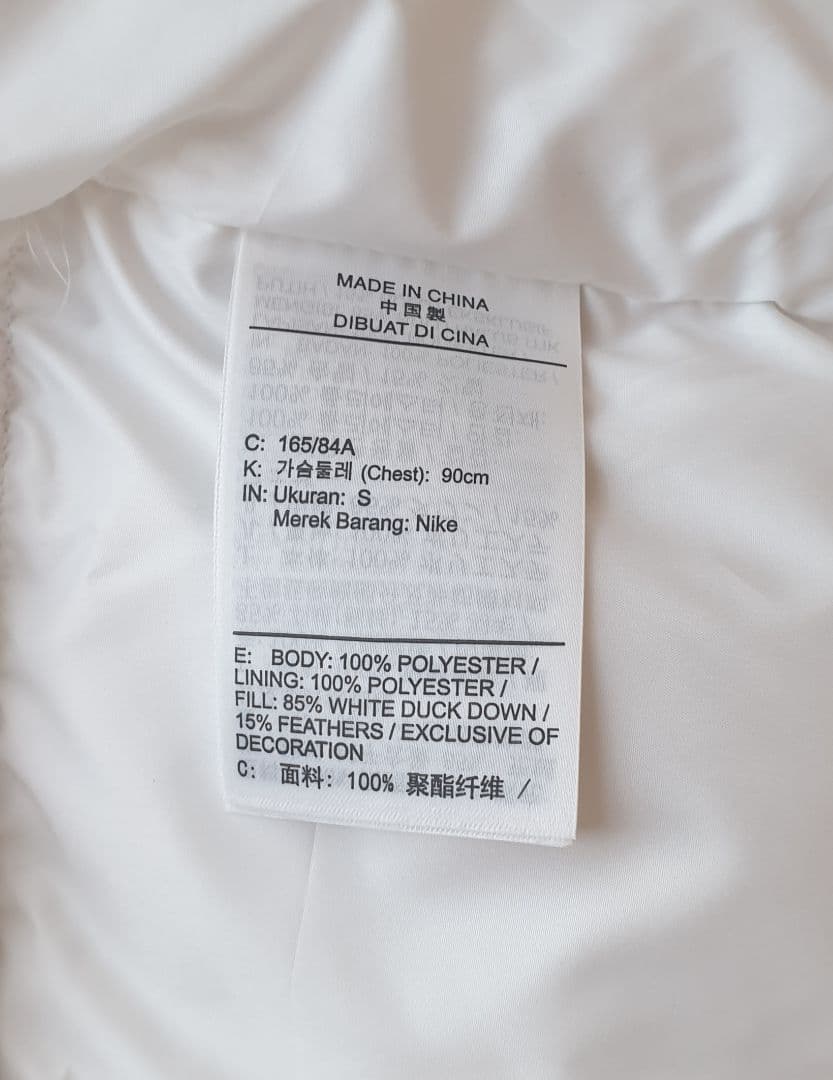 MADE IN CHINA
中国製
DIBUAT DI CINA
C: 165/84A
K: 가슴둘레 (Chest): 90cm
IN: Ukuran: S
Merek Barang: Nike
E: BODY: 100% POLYESTER /
LINING: 100% POLYESTER /
FILL: 85% WHITE DUCK DOWN /
15% FEATHERS / EXCLUSIVE OF
DECORATION
C: 面料: 100% 聚酯纤维 /